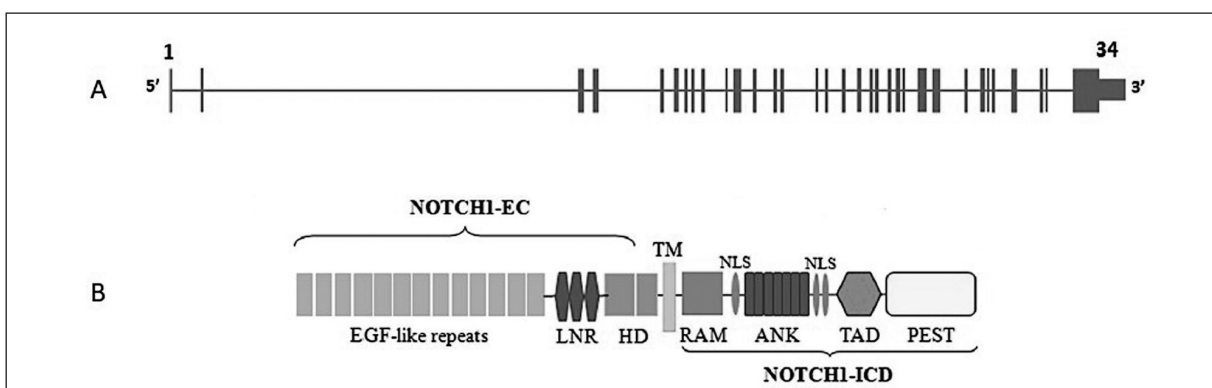 1 34
A 5' 3'
NOTCH1-EC
TM
NLS NLS
B
EGF-like repeats LNR HD RAM ANK TAD PEST
NOTCH1-ICD